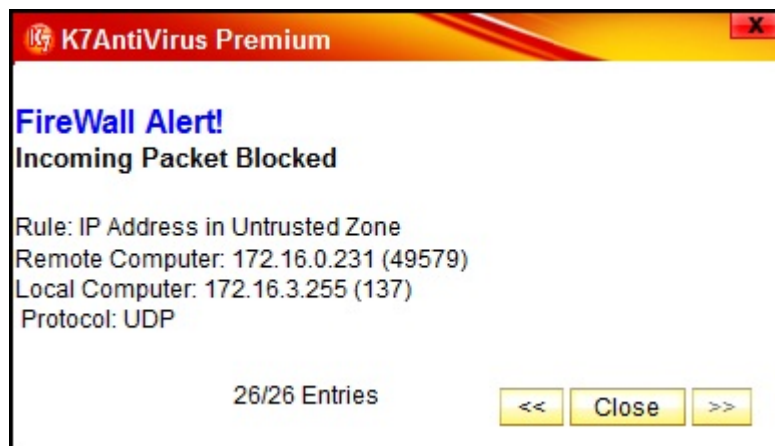 K7 K7AntiVirus Premium X
FireWall Alert!
Incoming Packet Blocked
Rule: IP Address in Untrusted Zone
Remote Computer: 172.16.0.231 (49579)
Local Computer: 172.16.3.255 (137)
Protocol: UDP
26/26 Entries << Close >>